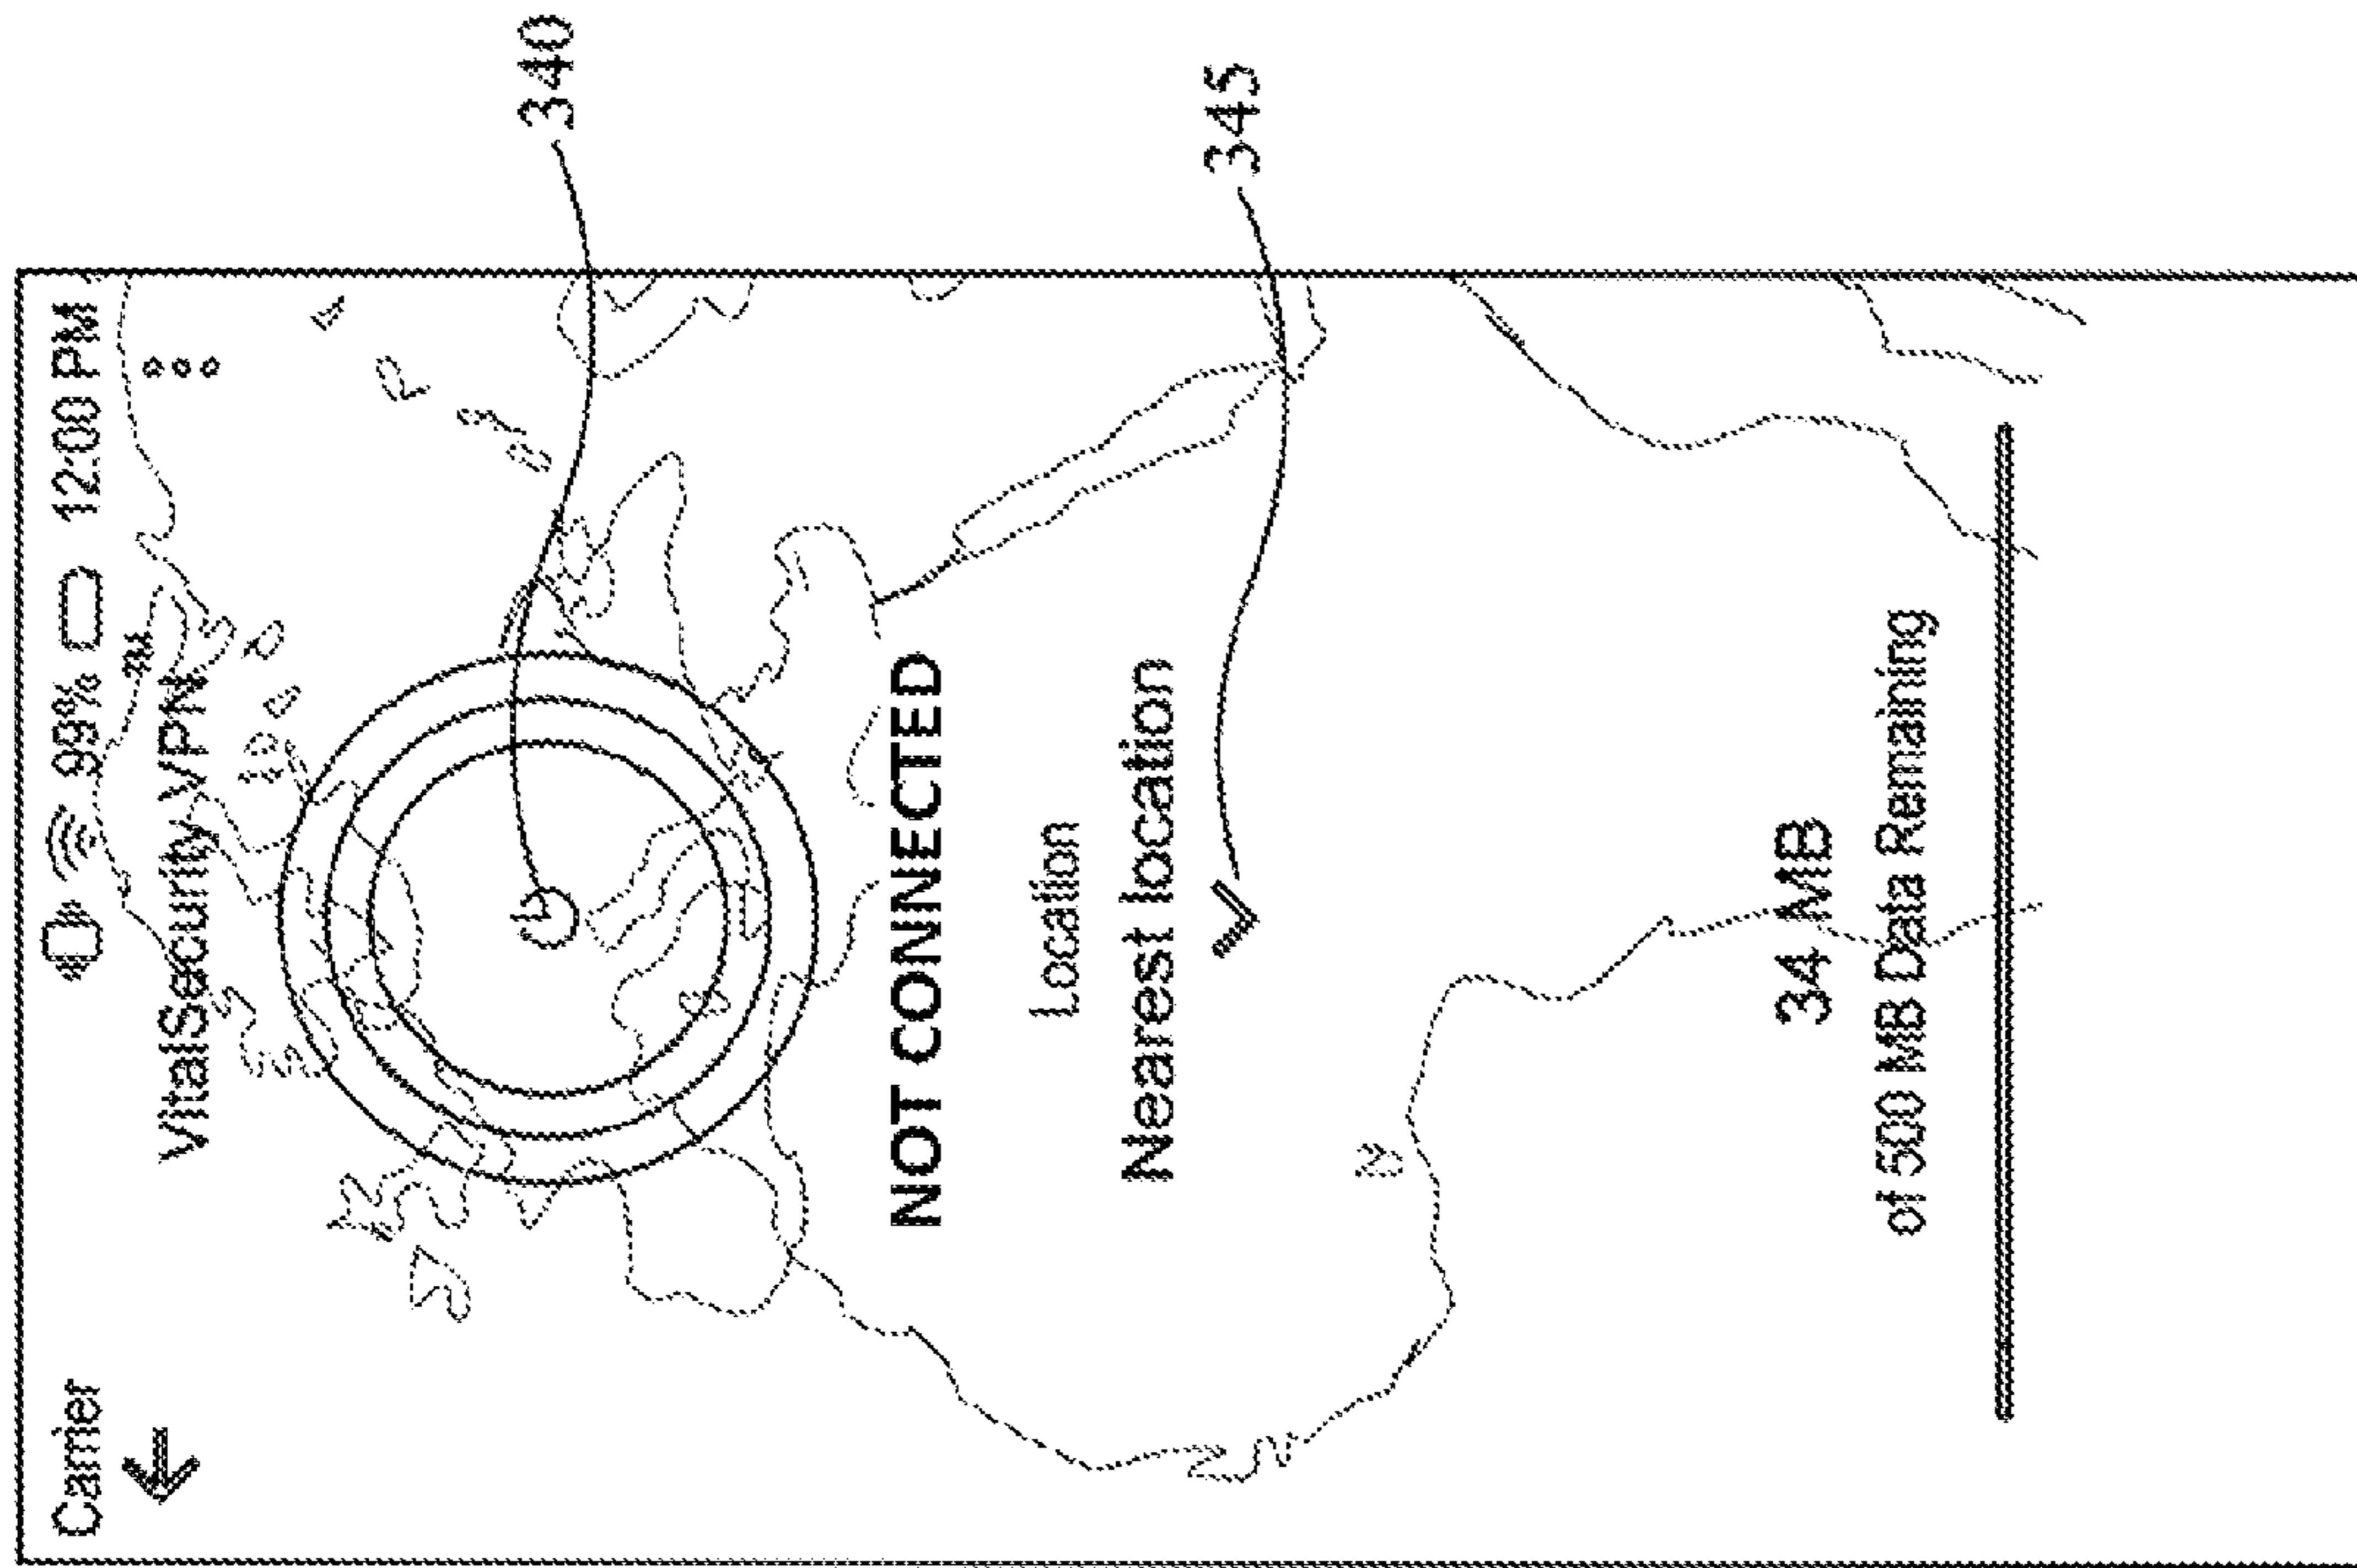 Carrier 99% 12:00 PM
VitalSecurity VPN TM
340
NOT CONNECTED
Location
Nearest location
345
34 MB
of 500 MB Data Remaining